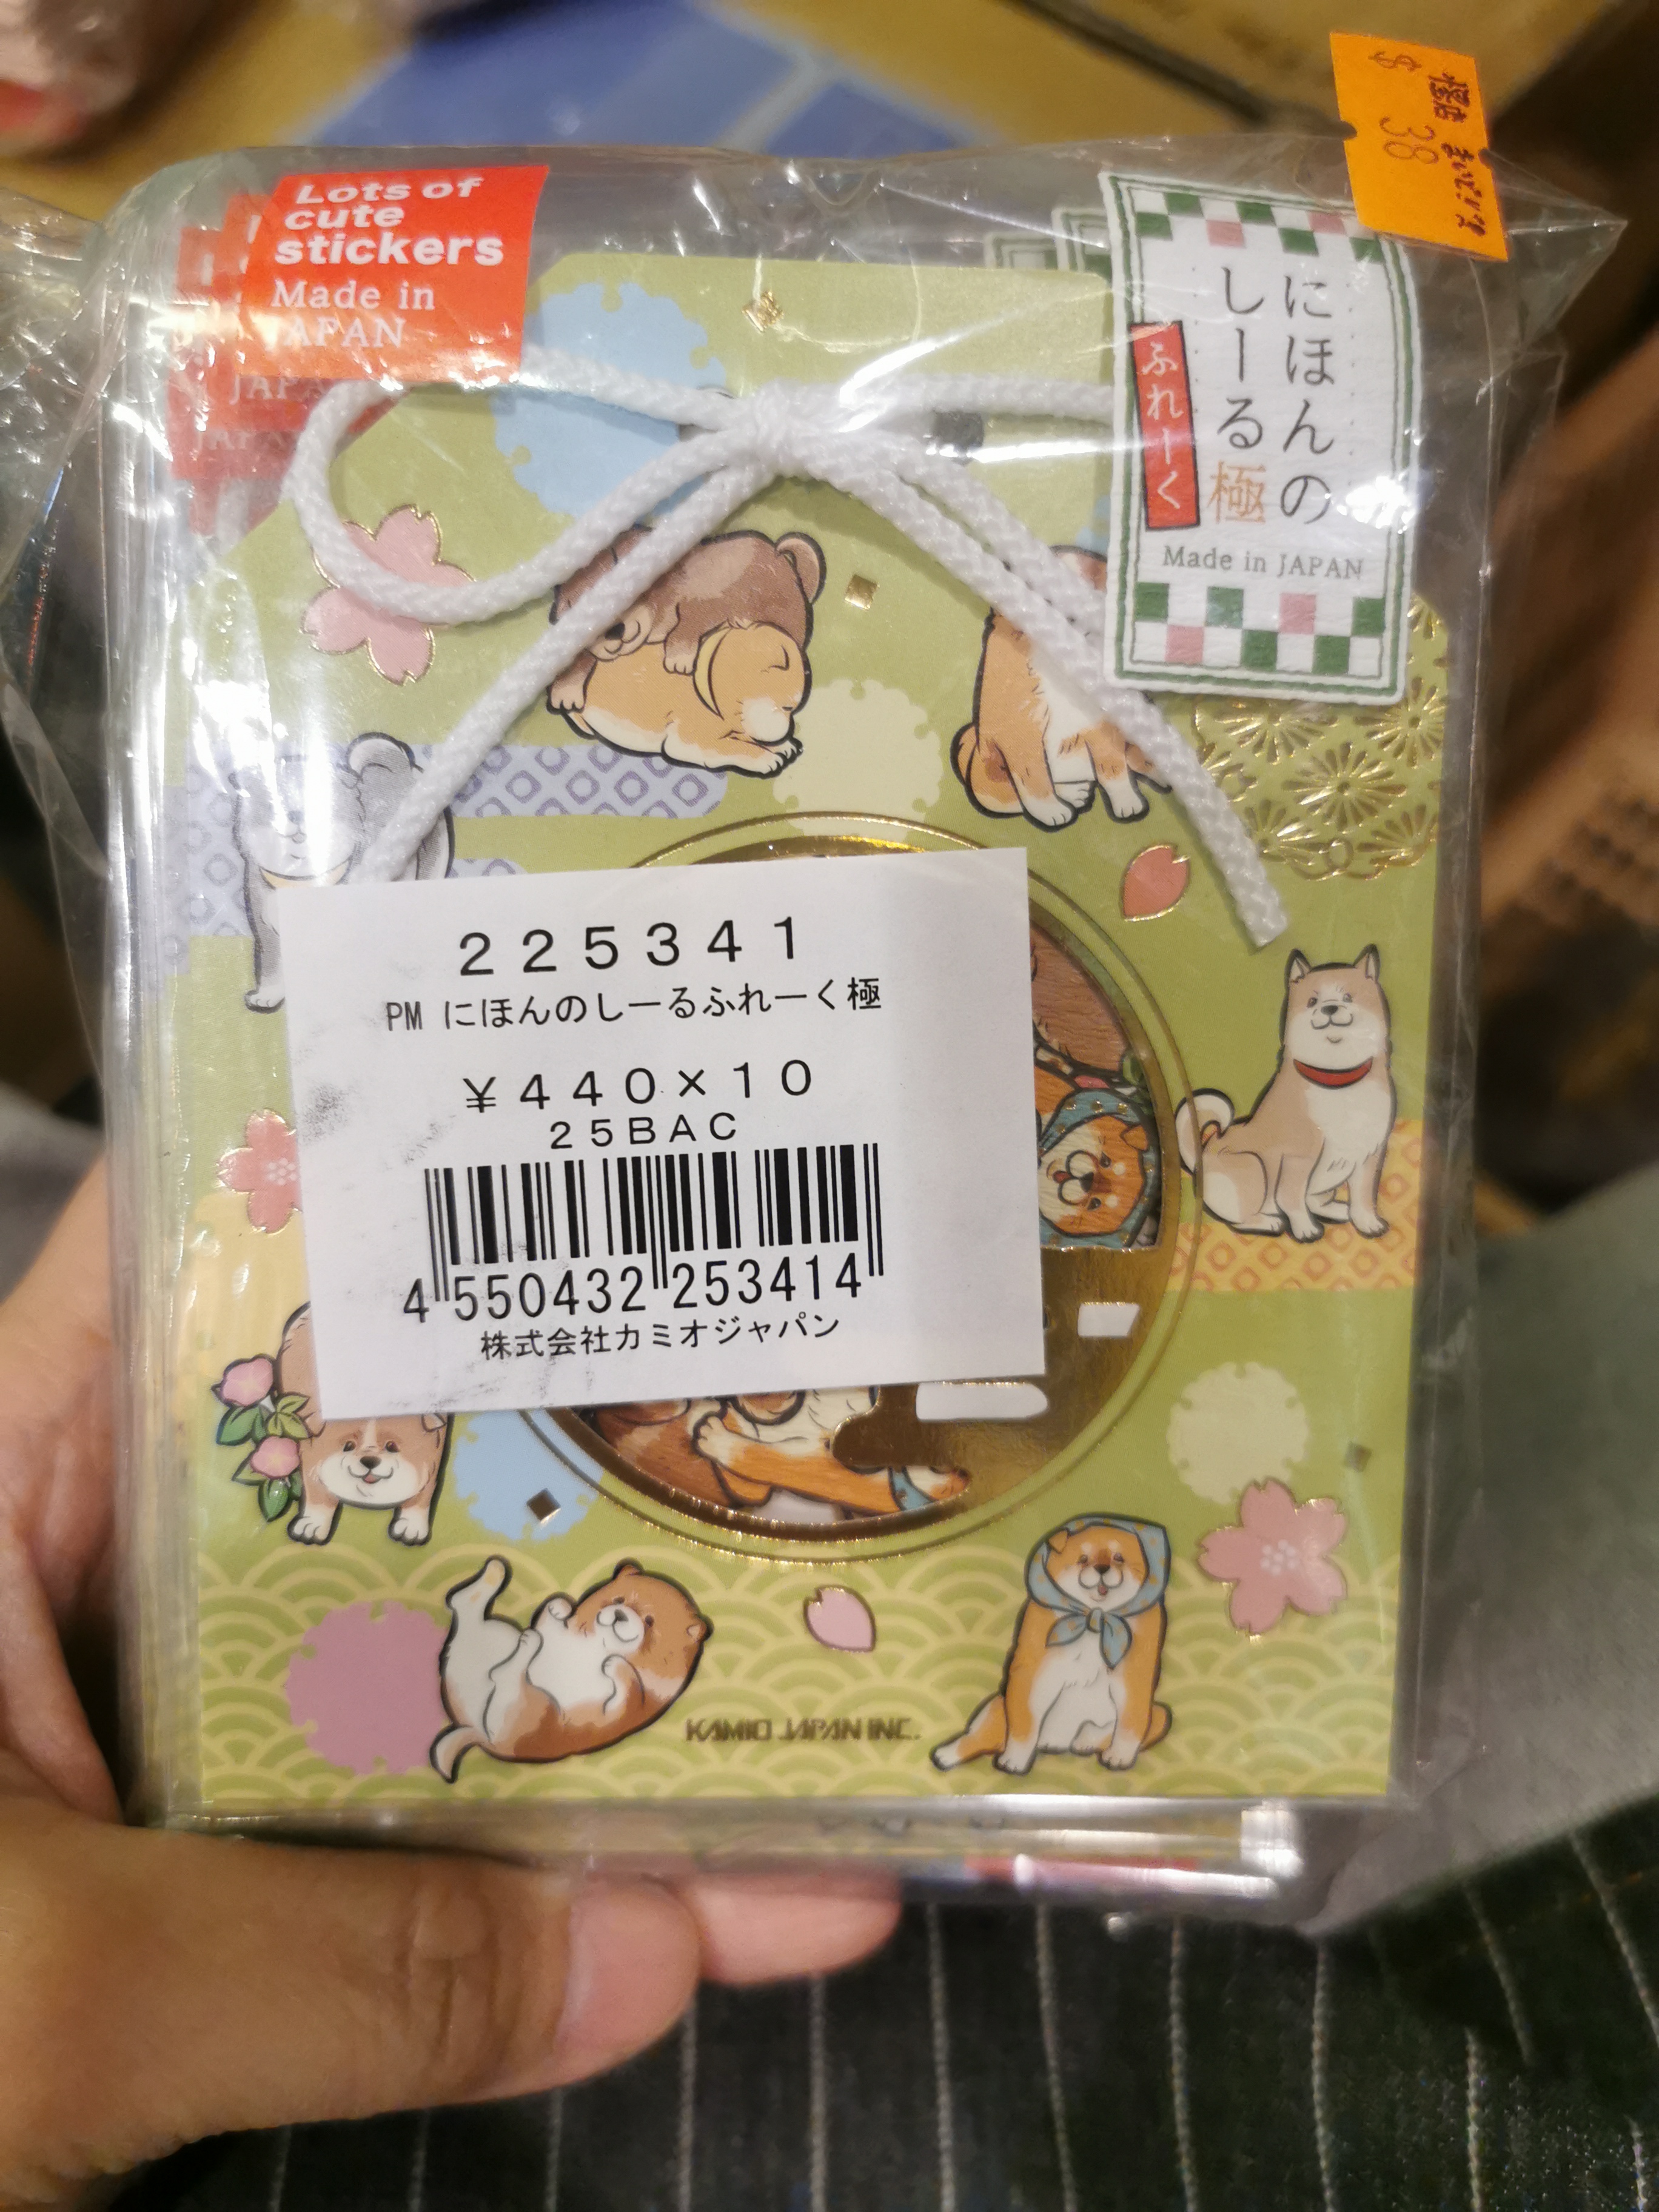 Lots of
cute
stickers
Made in
JAPAN
JAPAN
$ 38
にほんの
しーる極
ふれーく
Made in JAPAN
225341
PM にほんのしーるふれーく極
¥440×10
25BAC
4 550432 253414
株式会社カミオジャパン
KAMIO JAPAN INC.